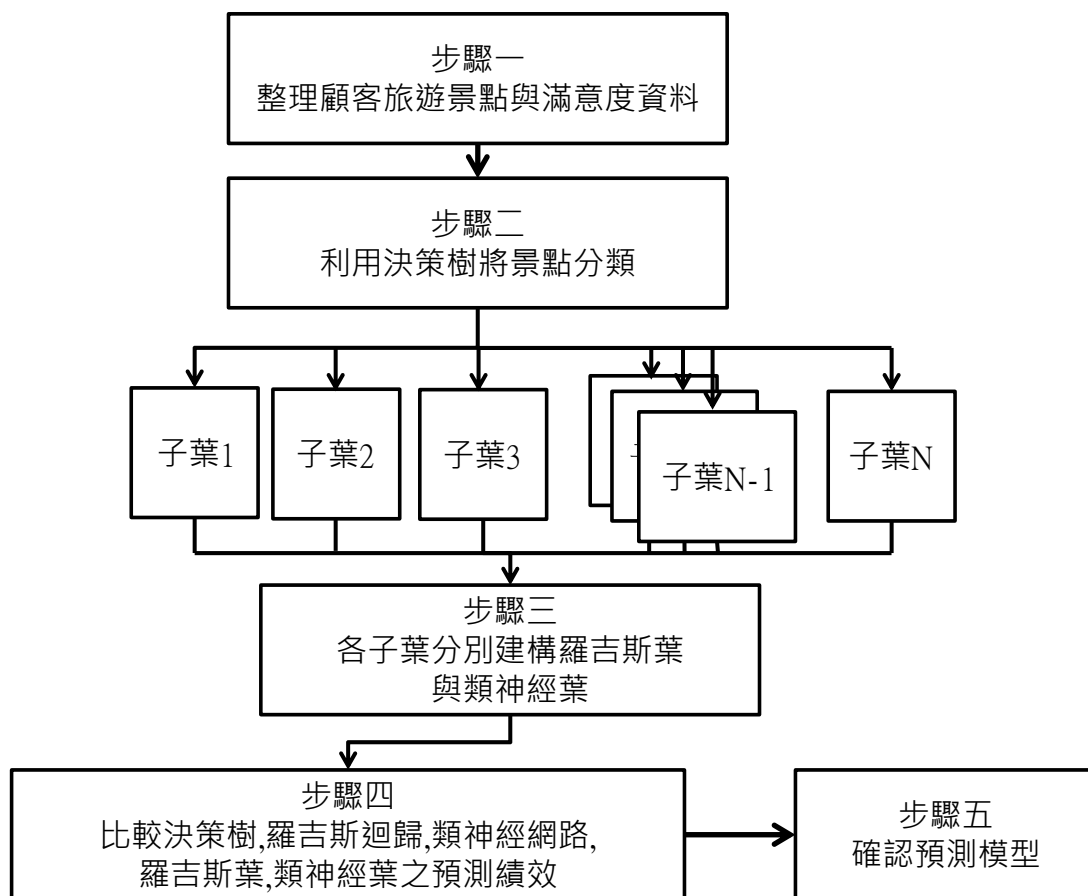 步驟一
整理顧客旅遊景點與滿意度資料
步驟二
利用決策樹將景點分類
子葉1
子葉2
子葉3
子葉N-1
子葉N
步驟三
各子葉分別建構羅吉斯葉
與類神經葉
步驟四
比較決策樹,羅吉斯迴歸,類神經網路,
羅吉斯葉,類神經葉之預測績效
步驟五
確認預測模型